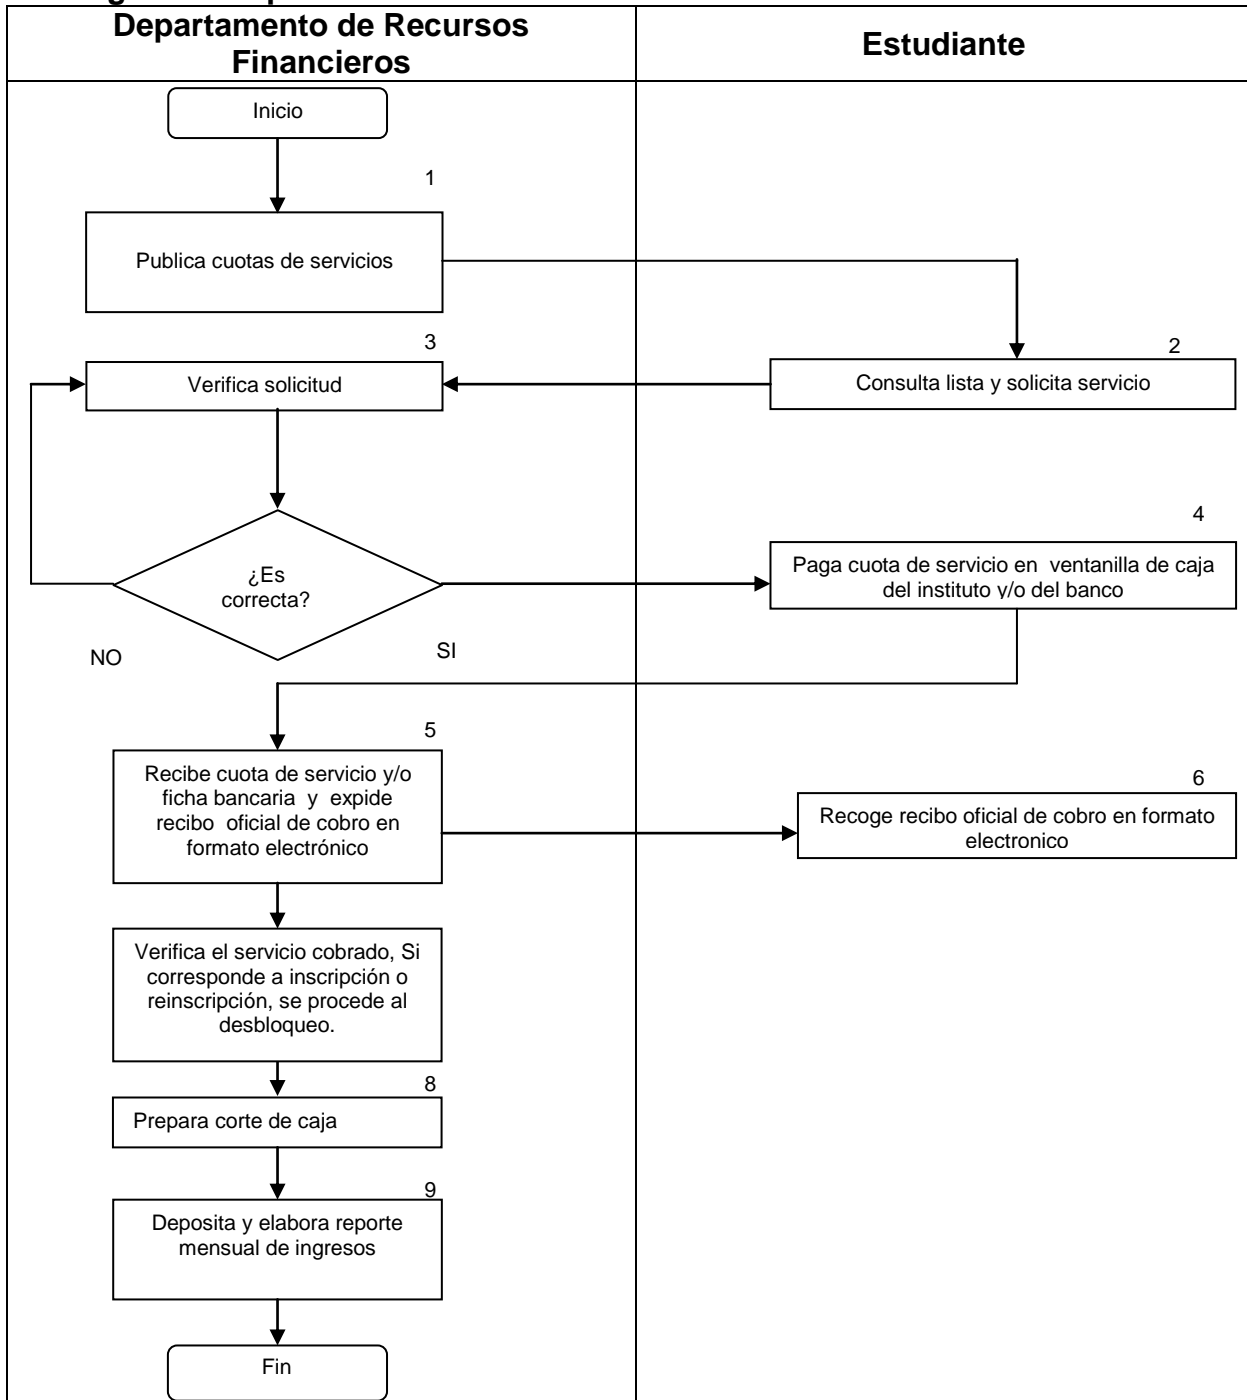 Departamento de Recursos
Financieros
Estudiante
Inicio
1
Publica cuotas de servicios
3
Verifica solicitud
2
Consulta lista y solicita servicio
¿Es
correcta?
NO
SI
4
Paga cuota de servicio en ventanilla de caja
del instituto y/o del banco
5
Recibe cuota de servicio y/o
ficha bancaria y expide
recibo oficial de cobro en
formato electrónico
6
Recoge recibo oficial de cobro en formato
electronico
Verifica el servicio cobrado, Si
corresponde a inscripción o
reinscripción, se procede al
desbloqueo.
8
Prepara corte de caja
9
Deposita y elabora reporte
mensual de ingresos
Fin